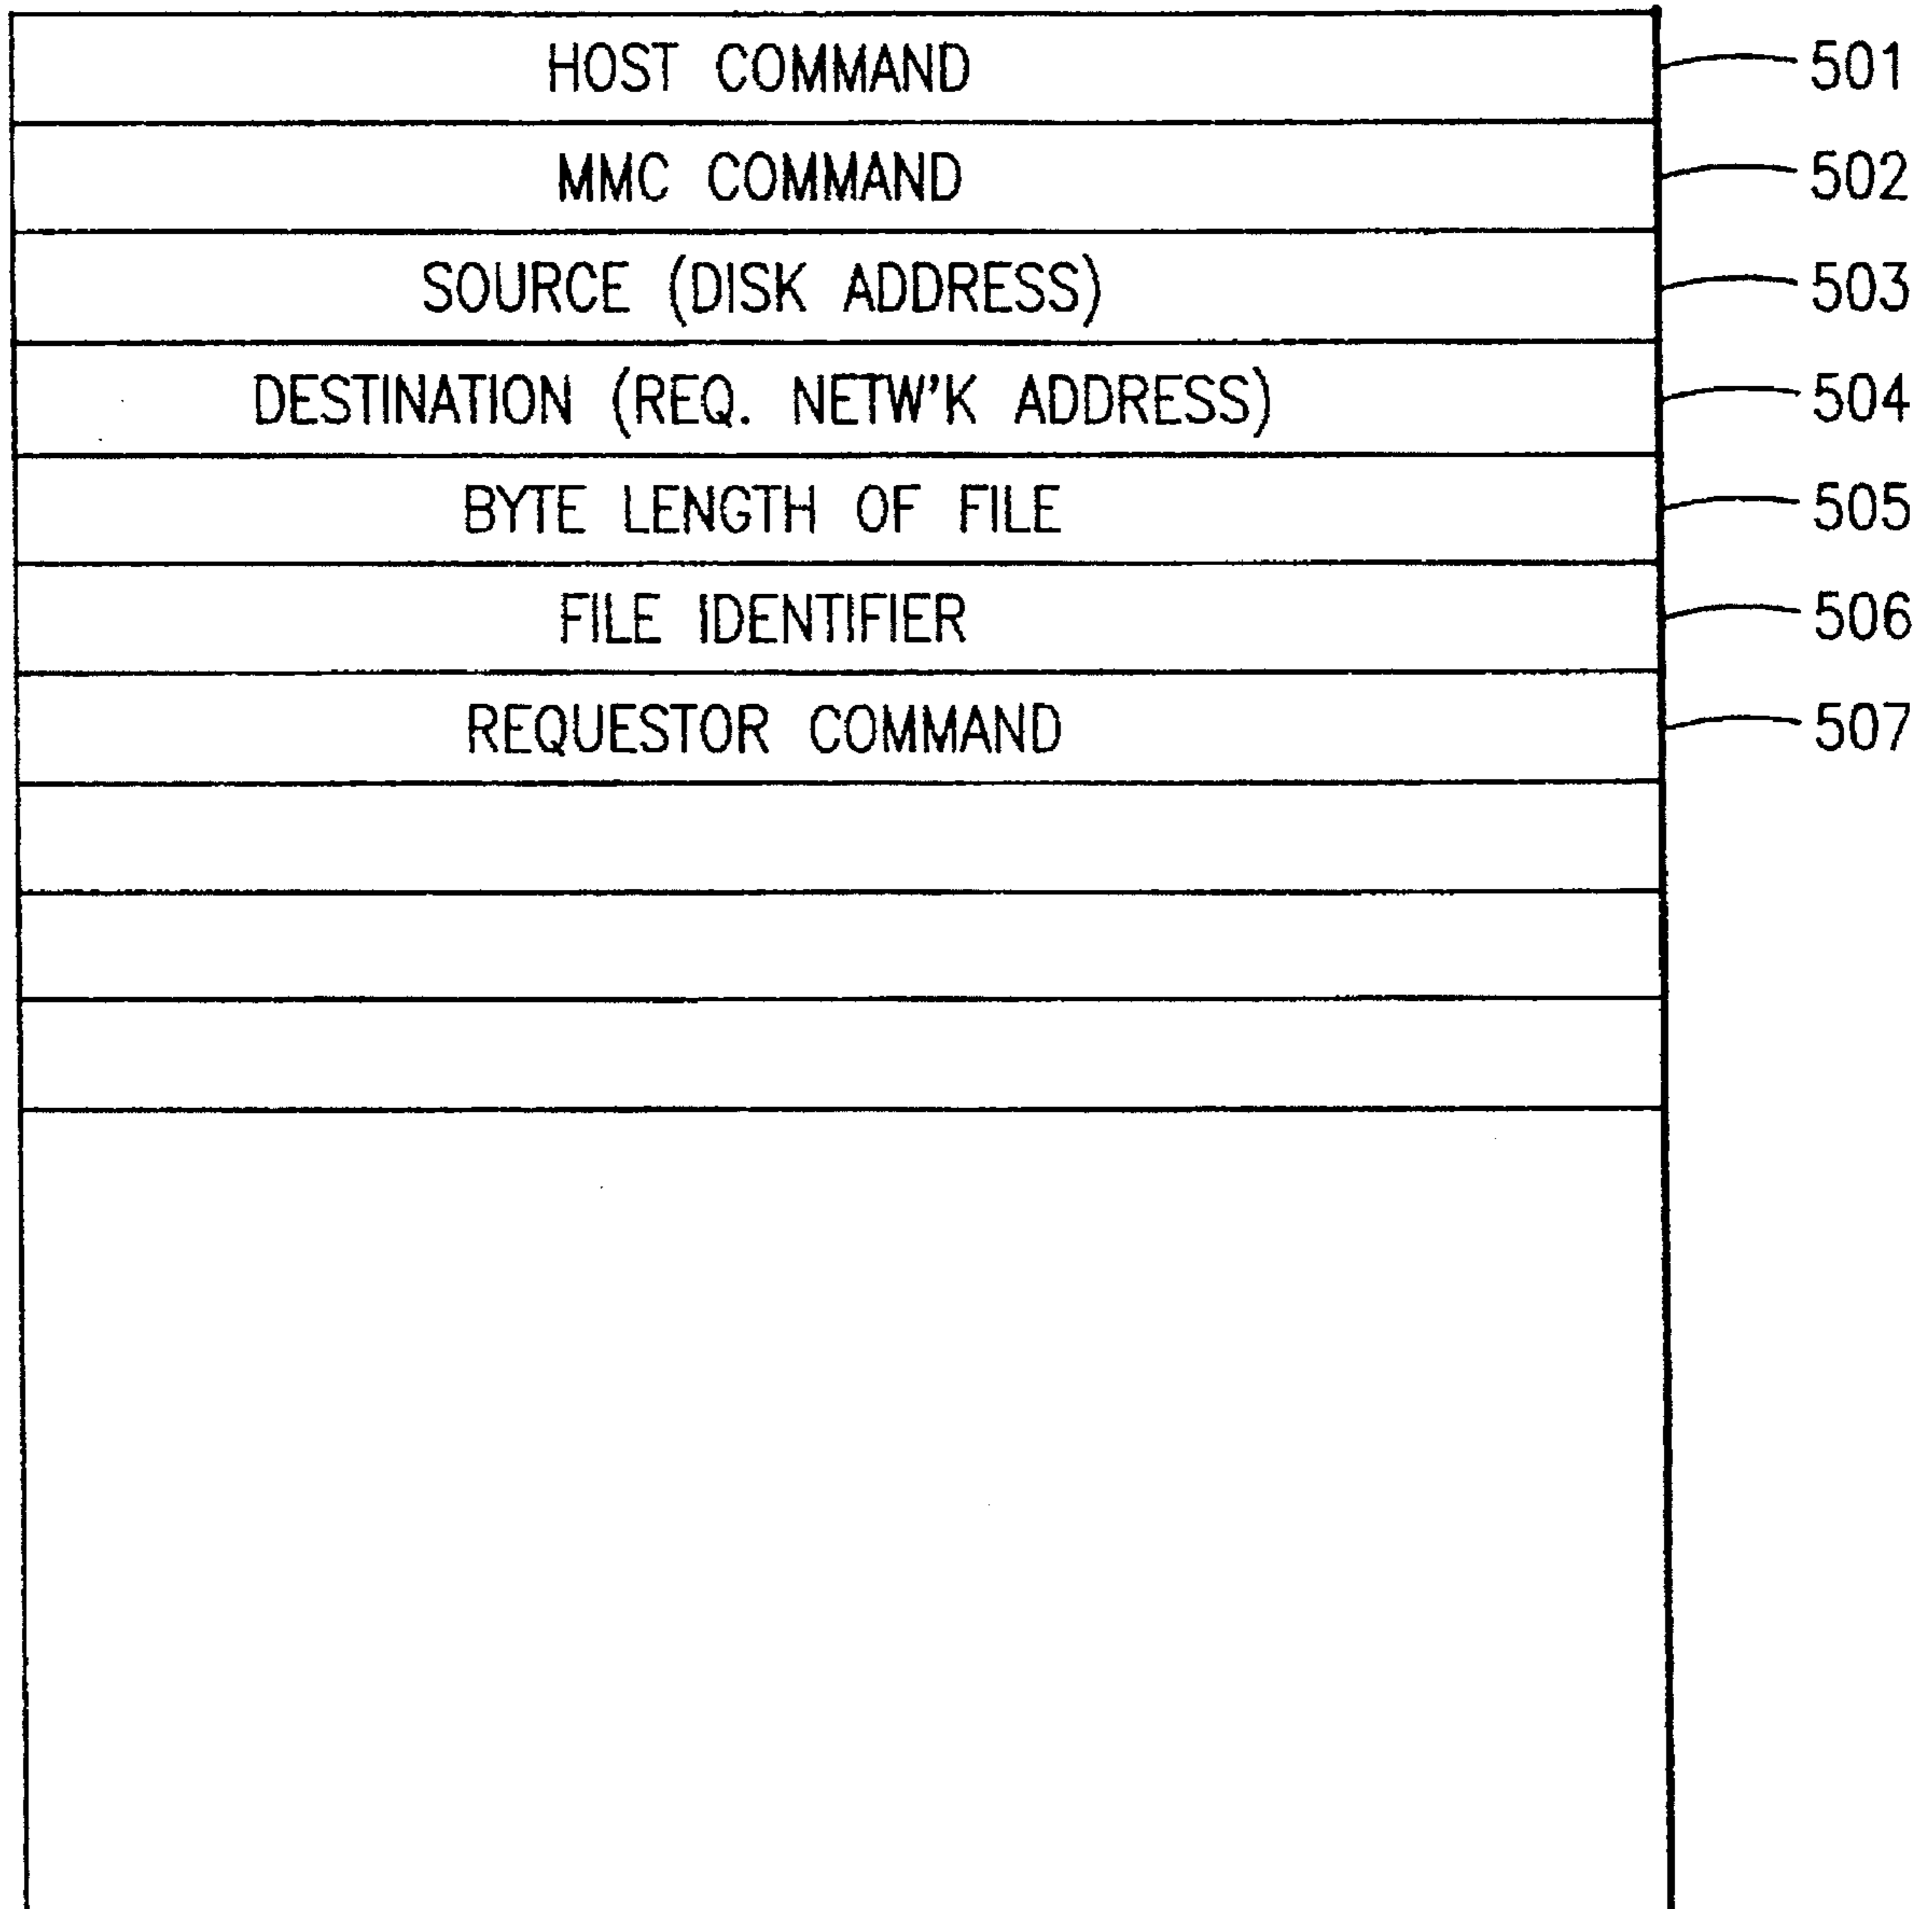 HOST COMMAND 501
MMC COMMAND 502
SOURCE (DISK ADDRESS) 503
DESTINATION (REQ. NETW'K ADDRESS) 504
BYTE LENGTH OF FILE 505
FILE IDENTIFIER 506
REQUESTOR COMMAND 507